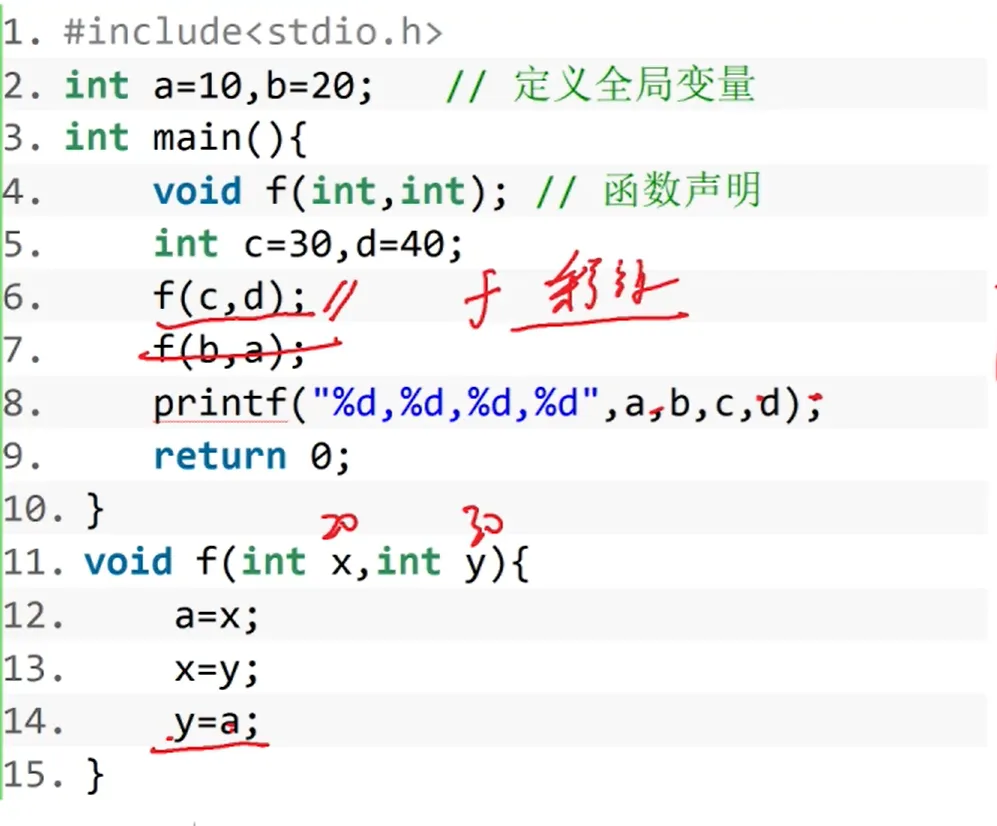 1. #include<stdio.h>
2. int a=10,b=20; // 定义全局变量
3. int main(){
4. void f(int,int); // 函数声明
5. int c=30,d=40;
6. f(c,d); // f
7. f(b,a);
8. printf("%d,%d,%d,%d",a,b,c,d);
9. return 0;
10. }
20 30
11. void f(int x,int y){
12. a=x;
13. x=y;
14. y=a;
15. }